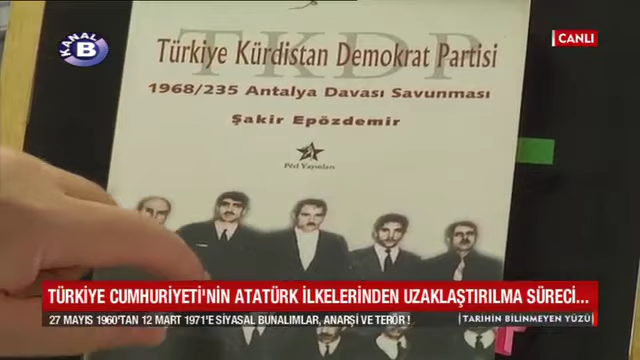 KANAL B
CANLI
TKDP
Türkiye Kürdistan Demokrat Partisi
1968/235 Antalya Davası Savunması
Şakir Epözdemir
Pêrî Yayınları
TÜRKİYE CUMHURİYETİ'NİN ATATÜRK İLKELERİNDEN UZAKLAŞTIRILMA SÜRECİ...
27 MAYIS 1960'TAN 12 MART 1971'E SİYASAL BUNALIMLAR, ANARŞİ VE TERÖR !
TARİHİN BİLİNMEYEN YÜZÜ